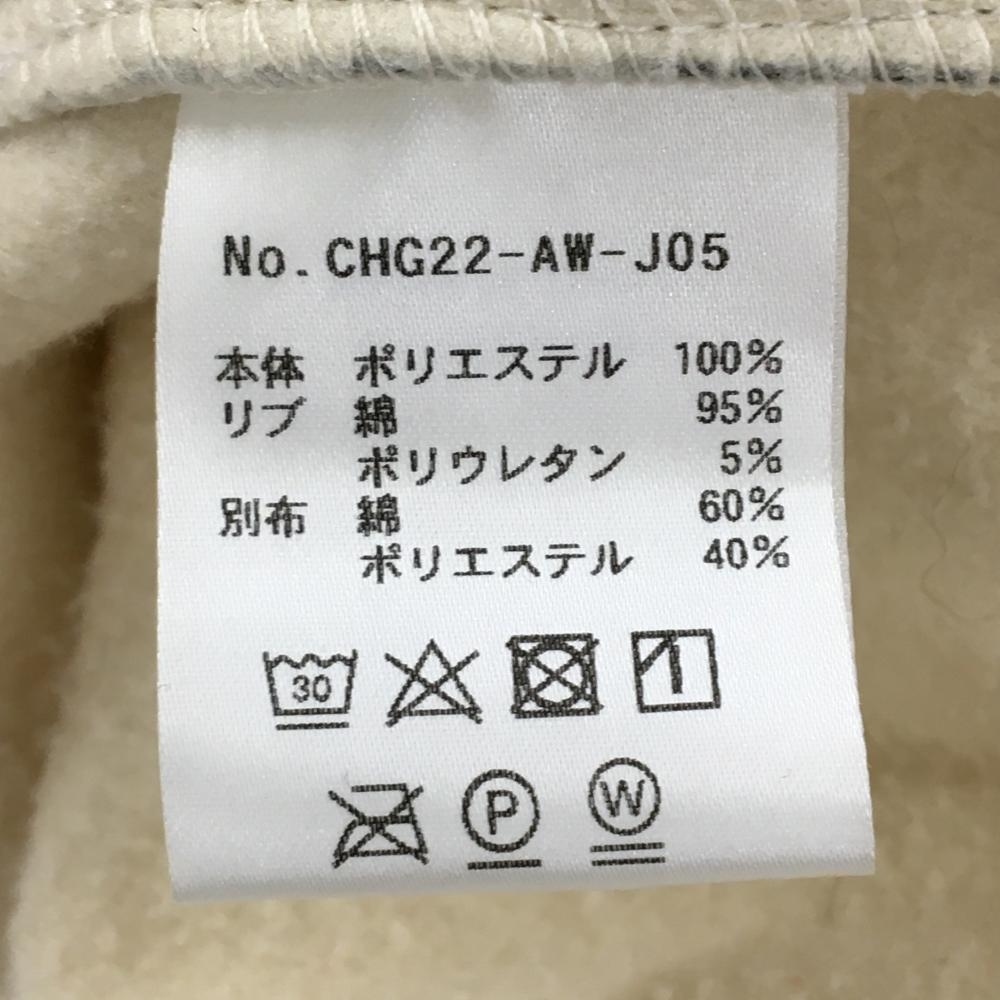 No.CHG22-AW-J05
本体 ポリエステル 100%
リブ 綿 95%
ポリウレタン 5%
別布 綿 60%
ポリエステル 40%
30
P W